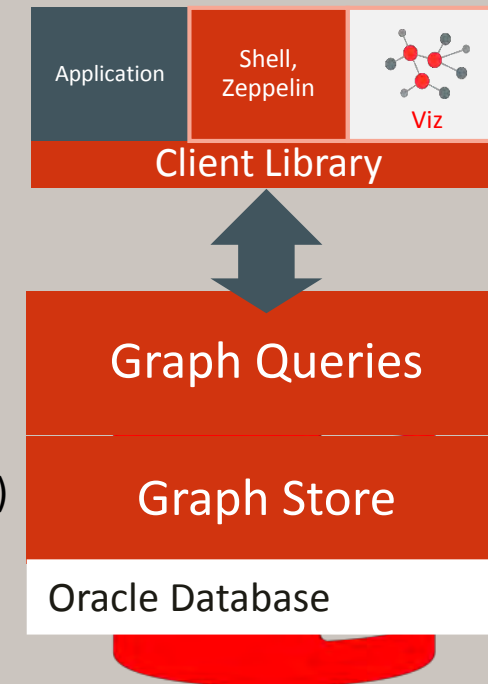 Application
Shell,
Zeppelin
Viz
Client Library
Graph Queries
)
Graph Store
Oracle Database